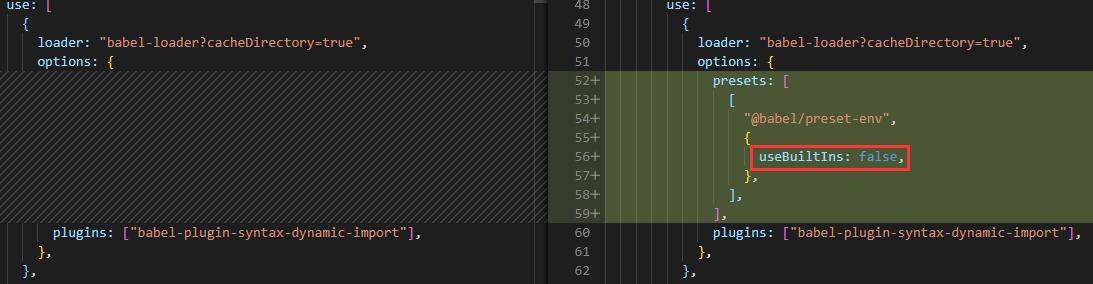 use: [
{
loader: "babel-loader?cacheDirectory=true",
options: {
plugins: ["babel-plugin-syntax-dynamic-import"],
},
},
48 use: [
49 {
50 loader: "babel-loader?cacheDirectory=true",
51 options: {
52+ presets: [
53+ [
54+ "@babel/preset-env",
55+ {
56+ useBuiltIns: false,
57+ },
58+ ],
59+ ],
60 plugins: ["babel-plugin-syntax-dynamic-import"],
61 },
62 },